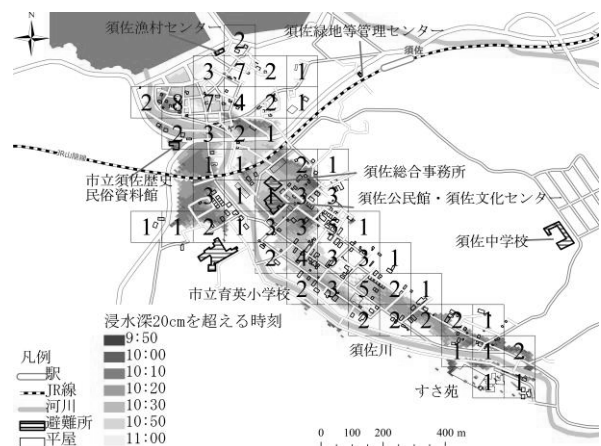 N
須佐漁村センター
須佐緑地等管理センター
須佐
2
3 7 2 1
2 8 7 4 2 1
2 3 2 1
JR山陰線
市立須佐歴史
民俗資料館
1 1 2 1
須佐総合事務所
須佐公民館・須佐文化センター
3 1 1 3 3
1 1 2 1 3 3 5 1
須佐中学校
2 4 3 3 1
市立育英小学校
2 3 5 2 1
2 2 2 2 1
須佐川
1 1 2
すさ苑
1 1
浸水深20cmを超える時刻
9:50
10:00
10:10
10:20
10:30
10:50
11:00
凡例
駅
JR線
河川
避難所
平屋
0 100 200 400 m